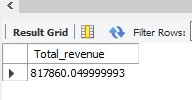 Result Grid Filter Rows:
Total_revenue
817860.049999993